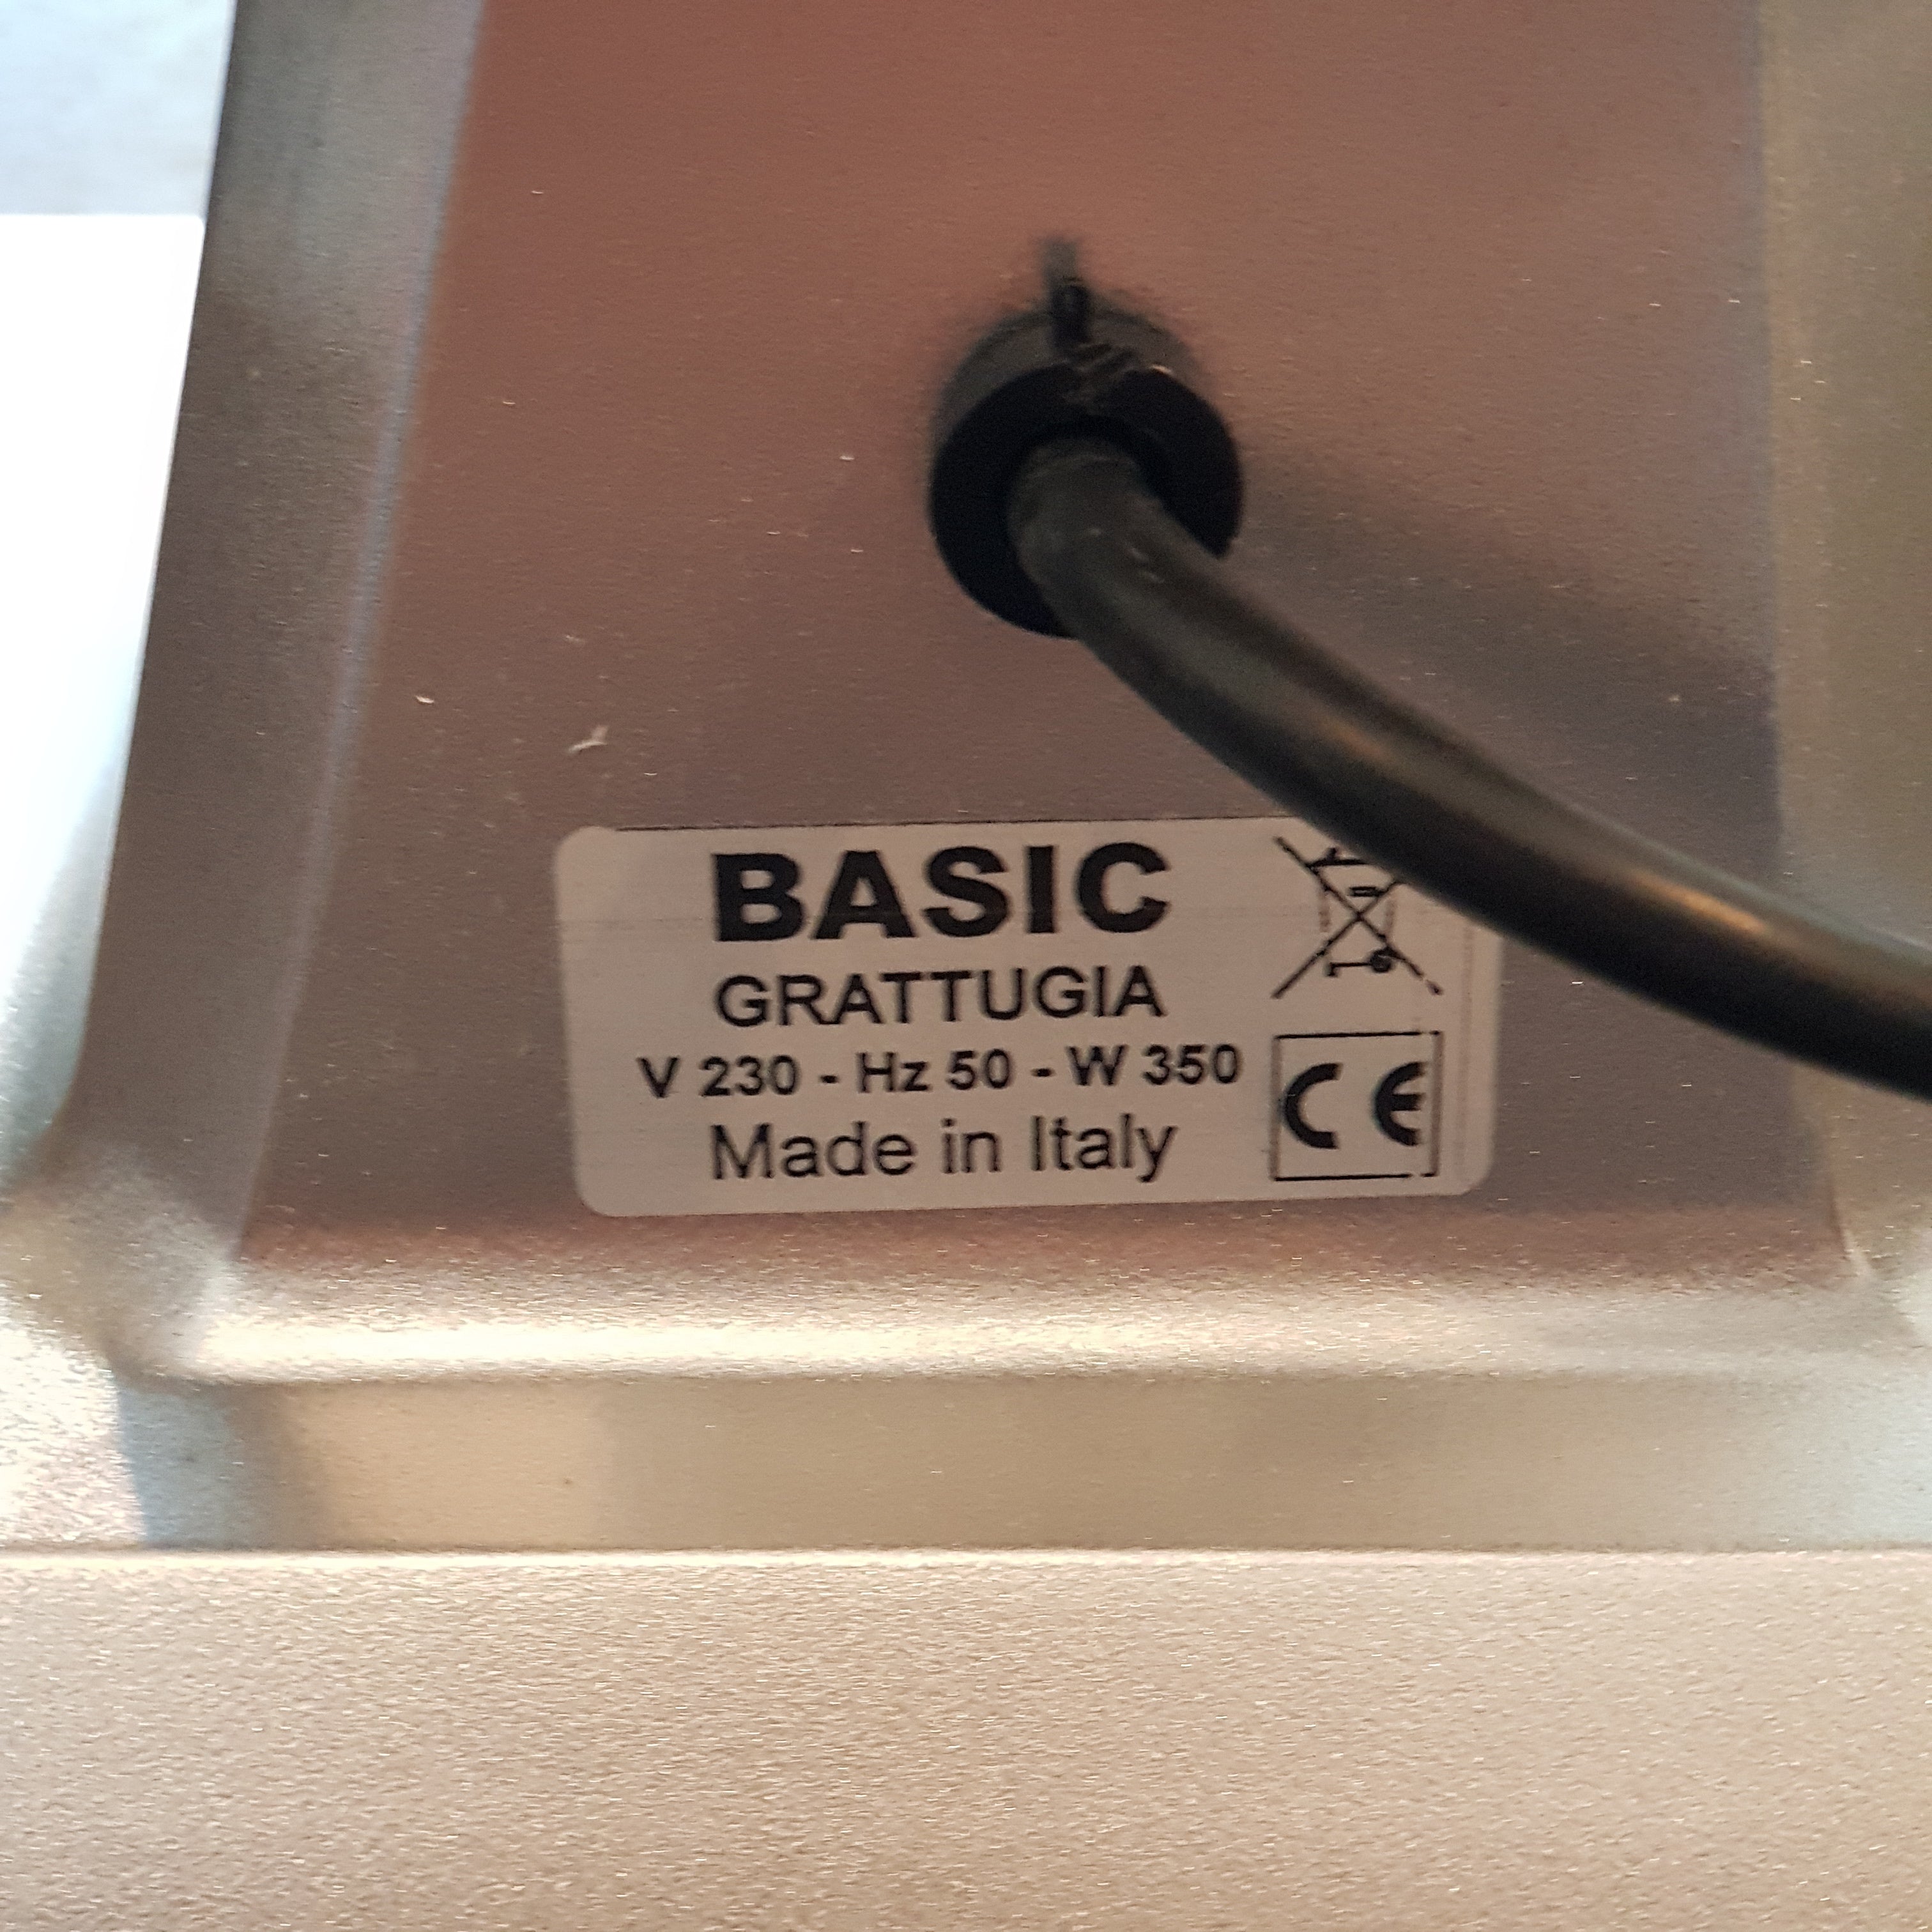 BASIC
GRATTUGIA
V 230 - Hz 50 - W 350
Made in Italy
CE